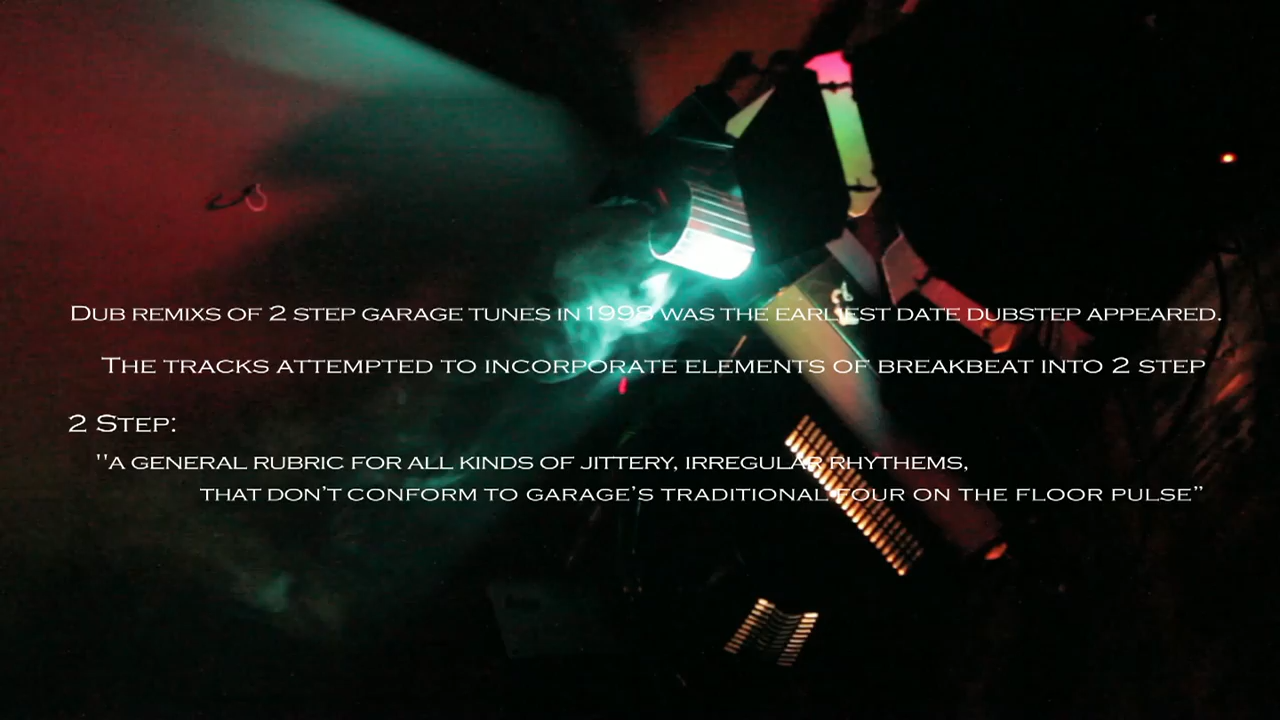 Dub remixs of 2 step garage tunes in 1998 was the earliest date dubstep appeared.
The tracks attempted to incorporate elements of breakbeat into 2 step
2 Step:
"a general rubric for all kinds of jittery, irregular rhythems,
that don't conform to garage's traditional four on the floor pulse"